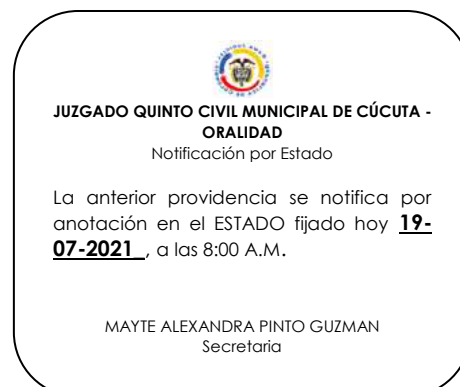 JUZGADO QUINTO CIVIL MUNICIPAL DE CÚCUTA -
ORALIDAD
Notificación por Estado
La anterior providencia se notifica por
anotación en el ESTADO fijado hoy 19-
07-2021_, a las 8:00 A.M.
MAYTE ALEXANDRA PINTO GUZMAN
Secretaria